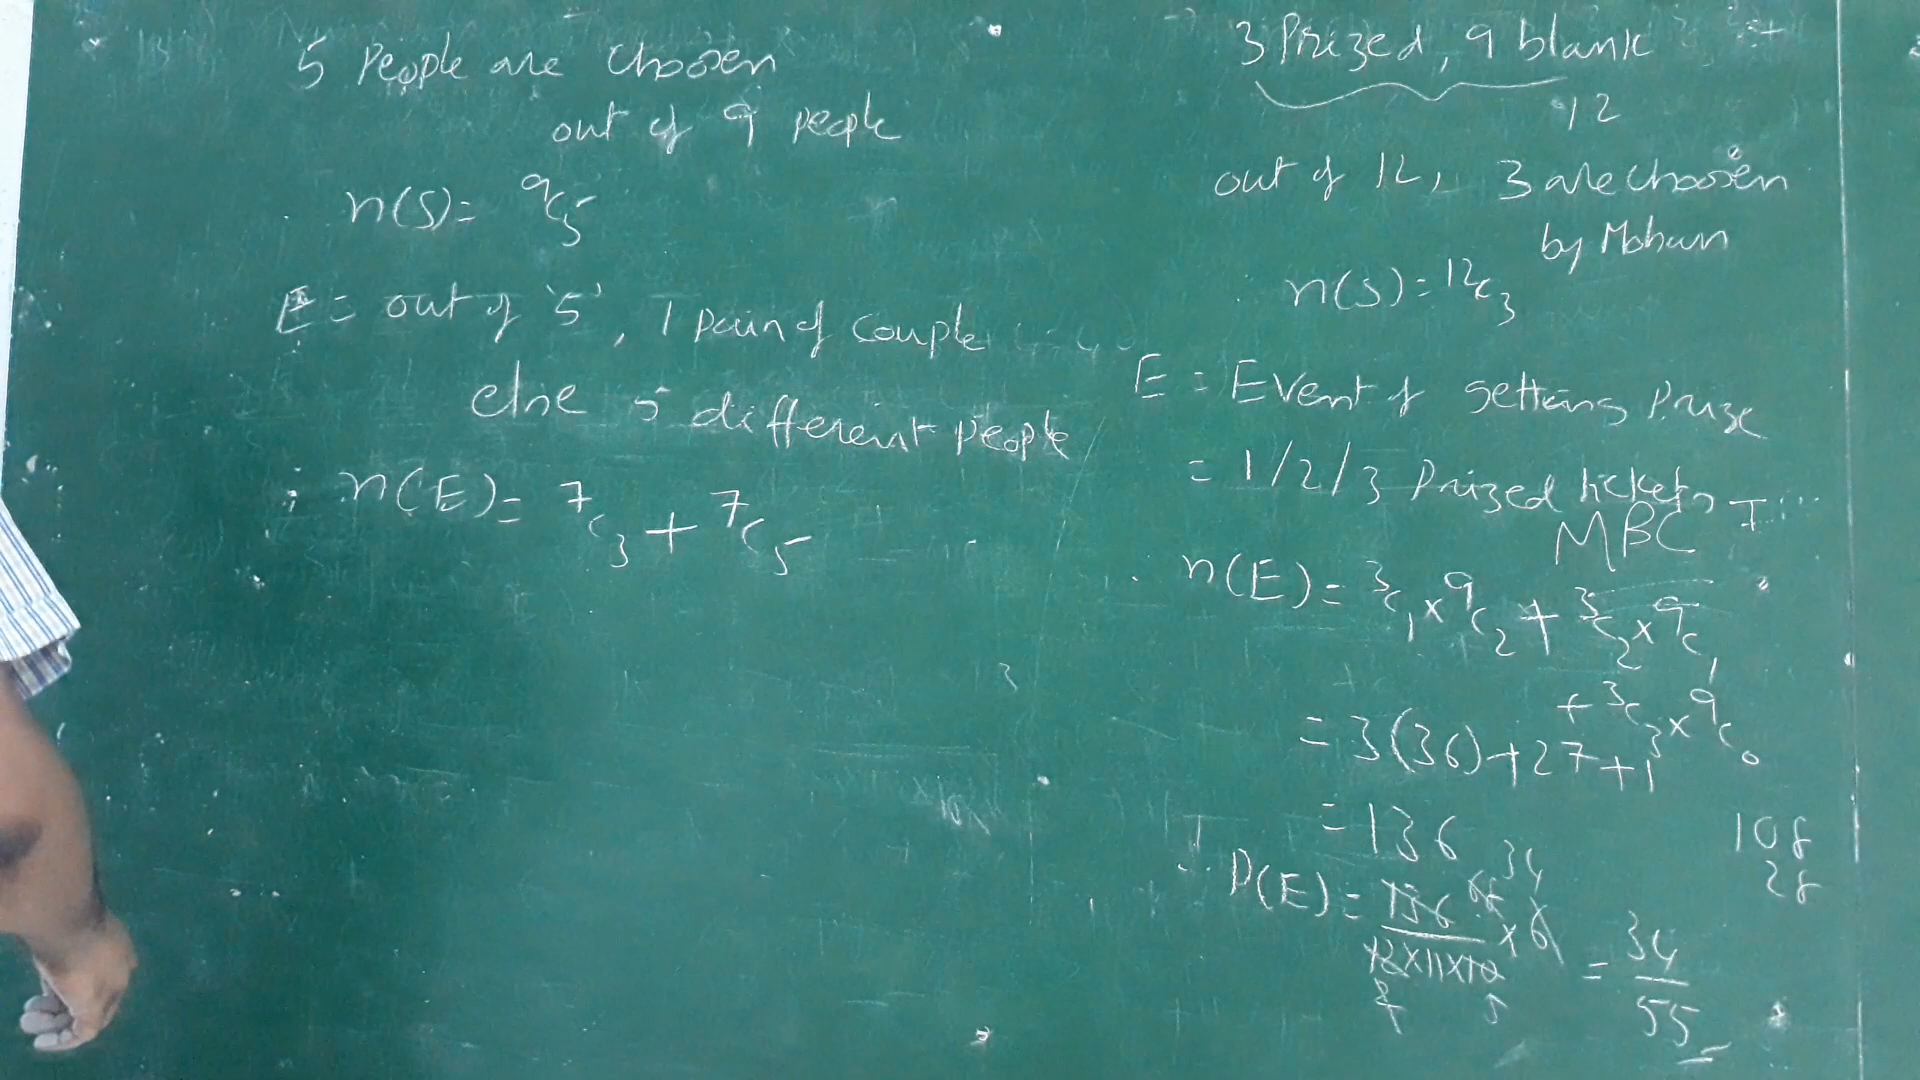 5 People are Choosen
out of 9 people
n(S) = ⁹C₅
E = out of '5', 1 pair of Couple
else 5 different people
∴ n(E) = ⁷C₃ + ⁷C₅
3 Prized, 9 blank
12
out of 12, 3 are choosen
by Mohan
n(S) = ¹²C₃
E = Event of getting Prize
= 1/2/3 Prized tickets
MBC
∴ n(E) = ³C₁ × ⁹C₂ + ³C₂ × ⁹C₁
+ ³C₃ × ⁹C₀
= 3(36) + 27 + 1
= 136
108
28
∴ P(E) = 136 68 34 / 12×11×10 × 6 = 34/55